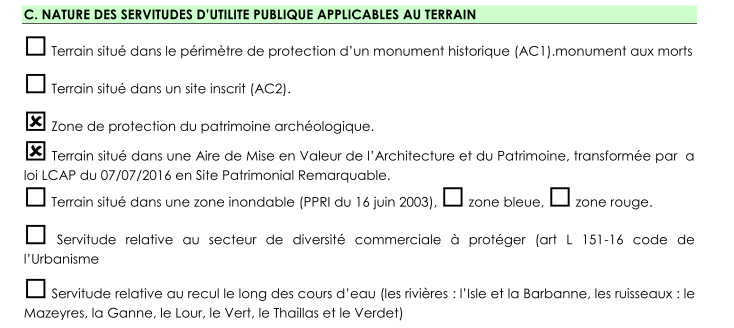 C. NATURE DES SERVITUDES D'UTILITE PUBLIQUE APPLICABLES AU TERRAIN
☐ Terrain situé dans le périmètre de protection d'un monument historique (AC1).monument aux morts
☐ Terrain situé dans un site inscrit (AC2).
☒ Zone de protection du patrimoine archéologique.
☒ Terrain situé dans une Aire de Mise en Valeur de l'Architecture et du Patrimoine, transformée par a
loi LCAP du 07/07/2016 en Site Patrimonial Remarquable.
☐ Terrain situé dans une zone inondable (PPRI du 16 juin 2003), ☐ zone bleue, ☐ zone rouge.
☐ Servitude relative au secteur de diversité commerciale à protéger (art L 151-16 code de
l'Urbanisme
☐ Servitude relative au recul le long des cours d'eau (les rivières : l'Isle et la Barbanne, les ruisseaux : le
Mazeyres, la Ganne, le Lour, le Vert, le Thaillas et le Verdet)